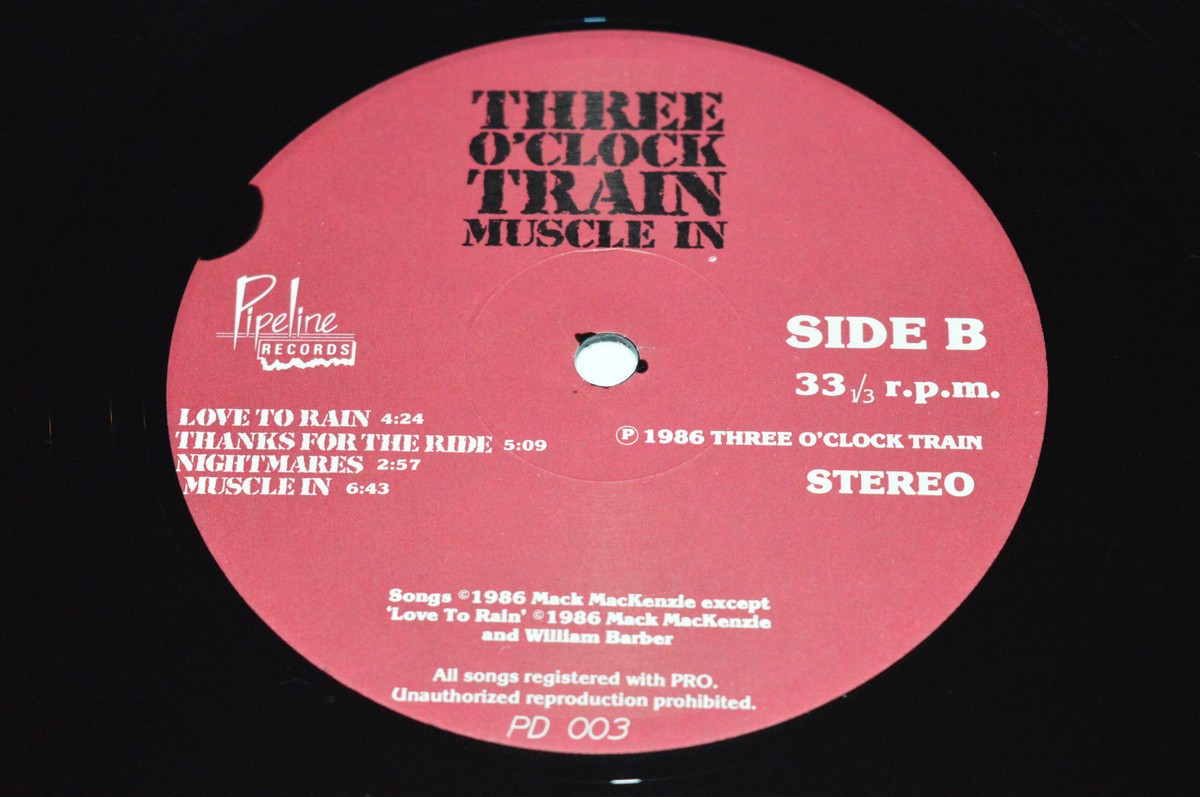 THREE
O'CLOCK
TRAIN
MUSCLE IN
Pipeline
RECORDS
SIDE B
33 1/3 r.p.m.
LOVE TO RAIN 4:24
THANKS FOR THE RIDE 5:09
NIGHTMARES 2:57
MUSCLE IN 6:43
Ⓟ 1986 THREE O'CLOCK TRAIN
STEREO
Songs ©1986 Mack MacKenzie except
'Love To Rain' ©1986 Mack MacKenzie
and William Barber
All songs registered with PRO.
Unauthorized reproduction prohibited.
PD 003